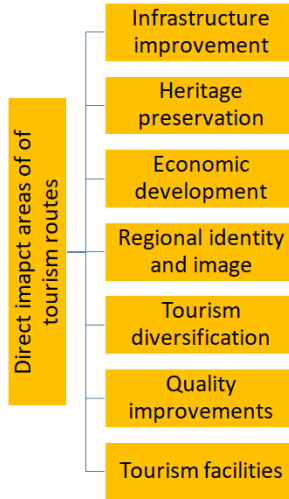 Direct imapct areas of of
tourism routes
Infrastructure
improvement
Heritage
preservation
Economic
development
Regional identity
and image
Tourism
diversification
Quality
improvements
Tourism facilities